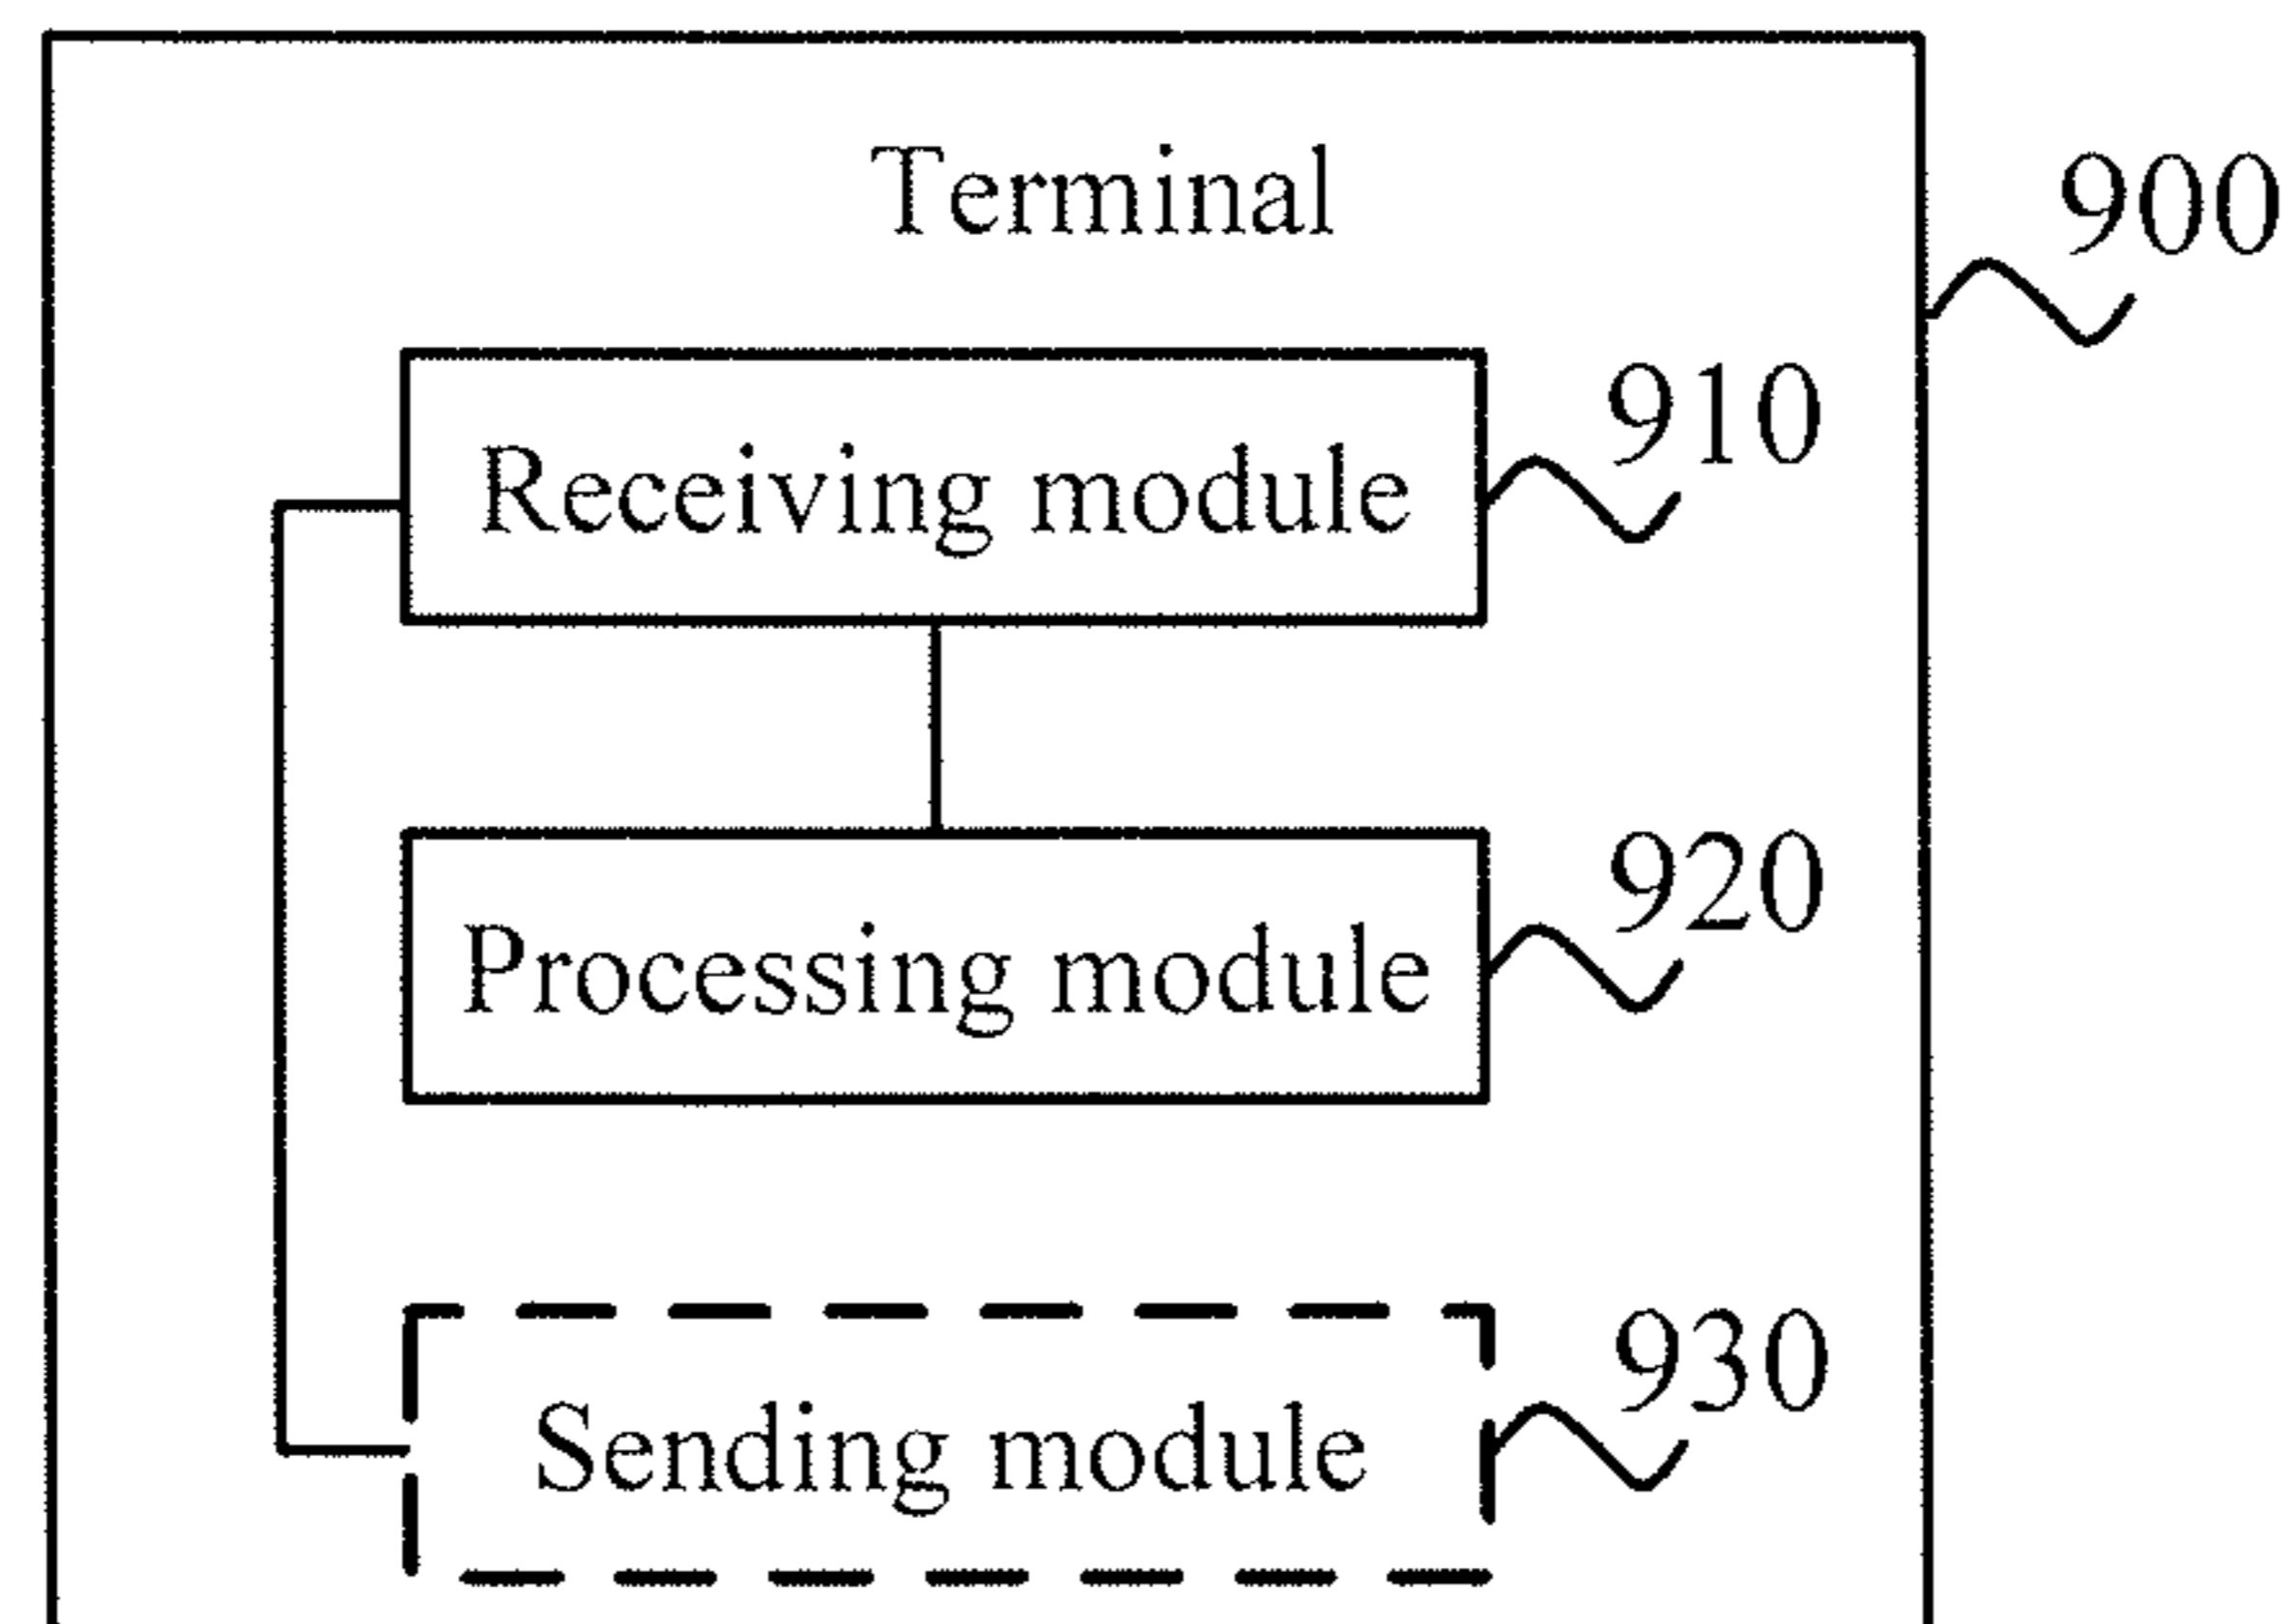 Terminal
900
Receiving module
910
Processing module
920
Sending module
930